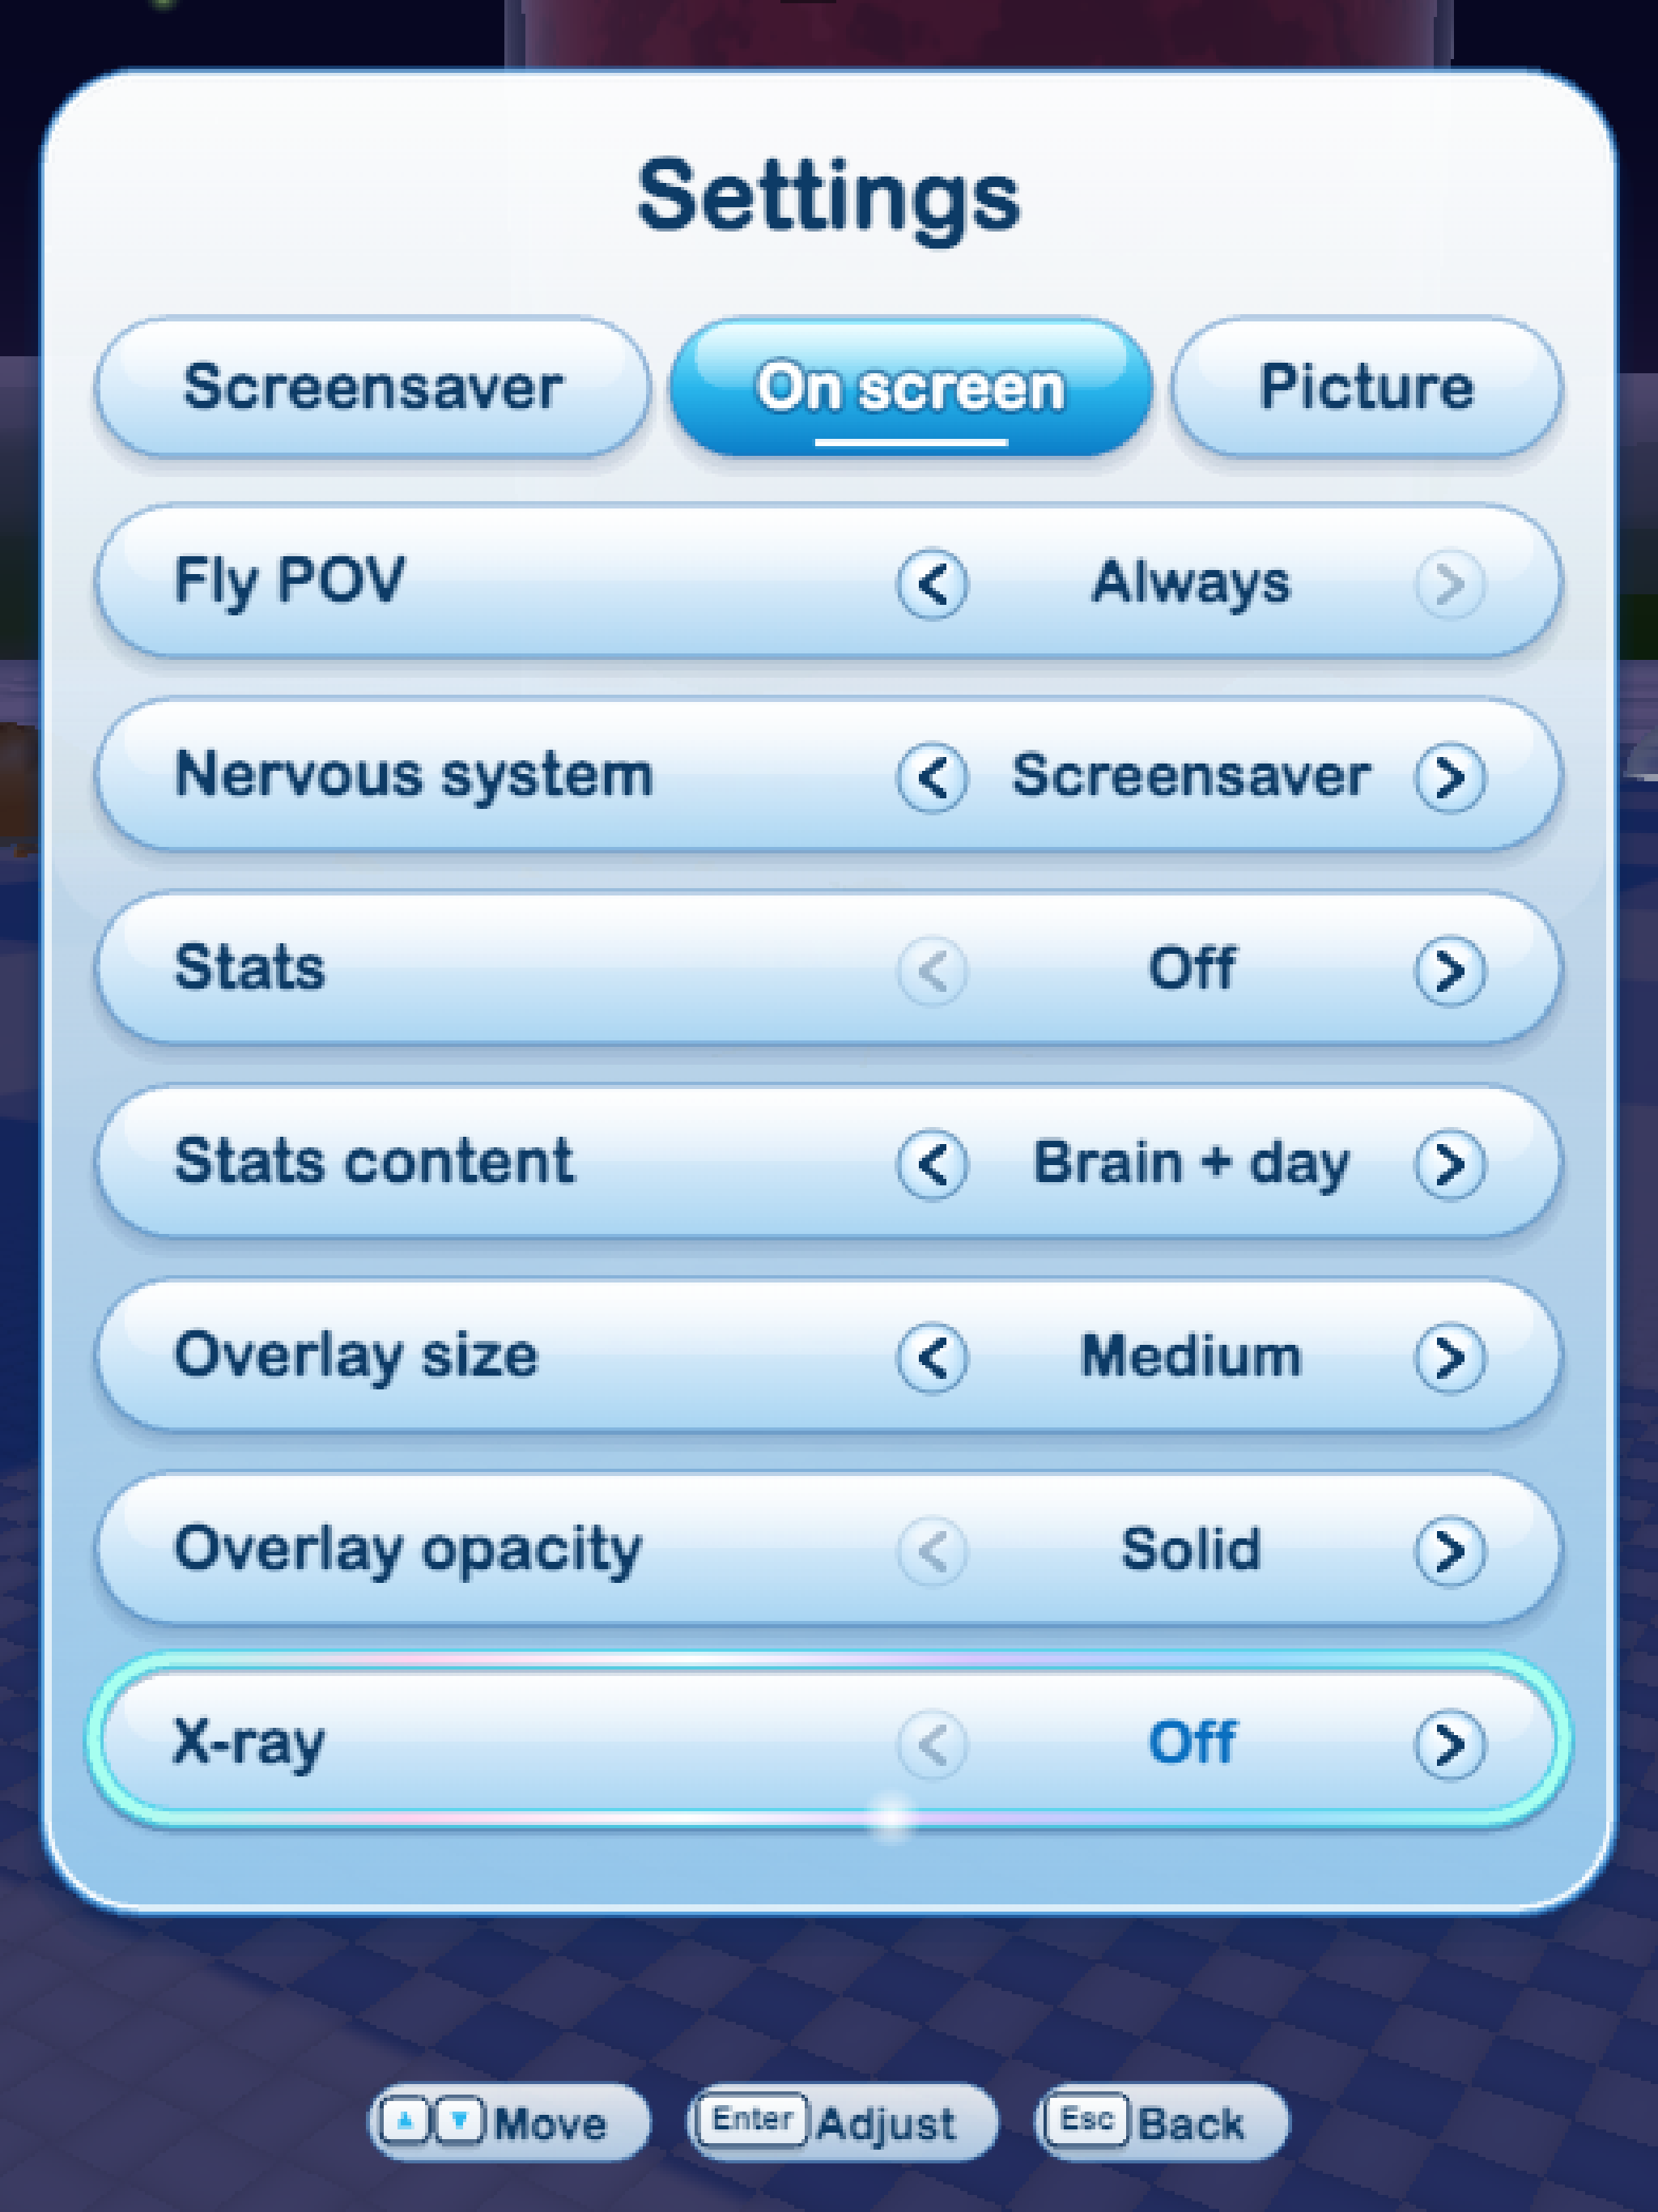 Settings
Screensaver On screen Picture
Fly POV < Always >
Nervous system < Screensaver >
Stats < Off >
Stats content < Brain + day >
Overlay size < Medium >
Overlay opacity < Solid >
X-ray < Off >
▲ ▼ Move Enter Adjust Esc Back